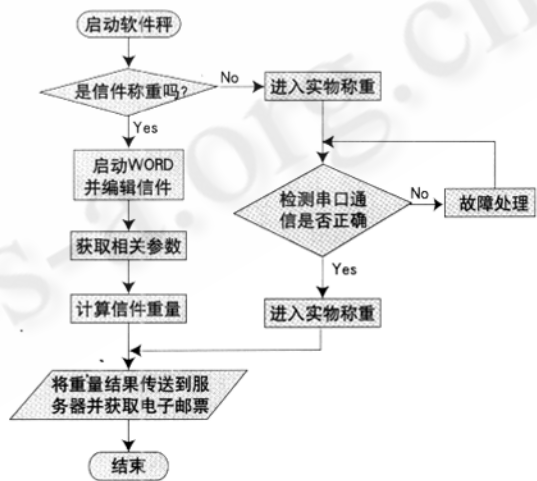 启动软件秤
是信件称重吗?
No
进入实物称重
Yes
启动WORD
并编辑信件
检测串口通
信是否正确
No
故障处理
获取相关参数
Yes
计算信件重量
进入实物称重
将重量结果传送到服
务器并获取电子邮票
结束